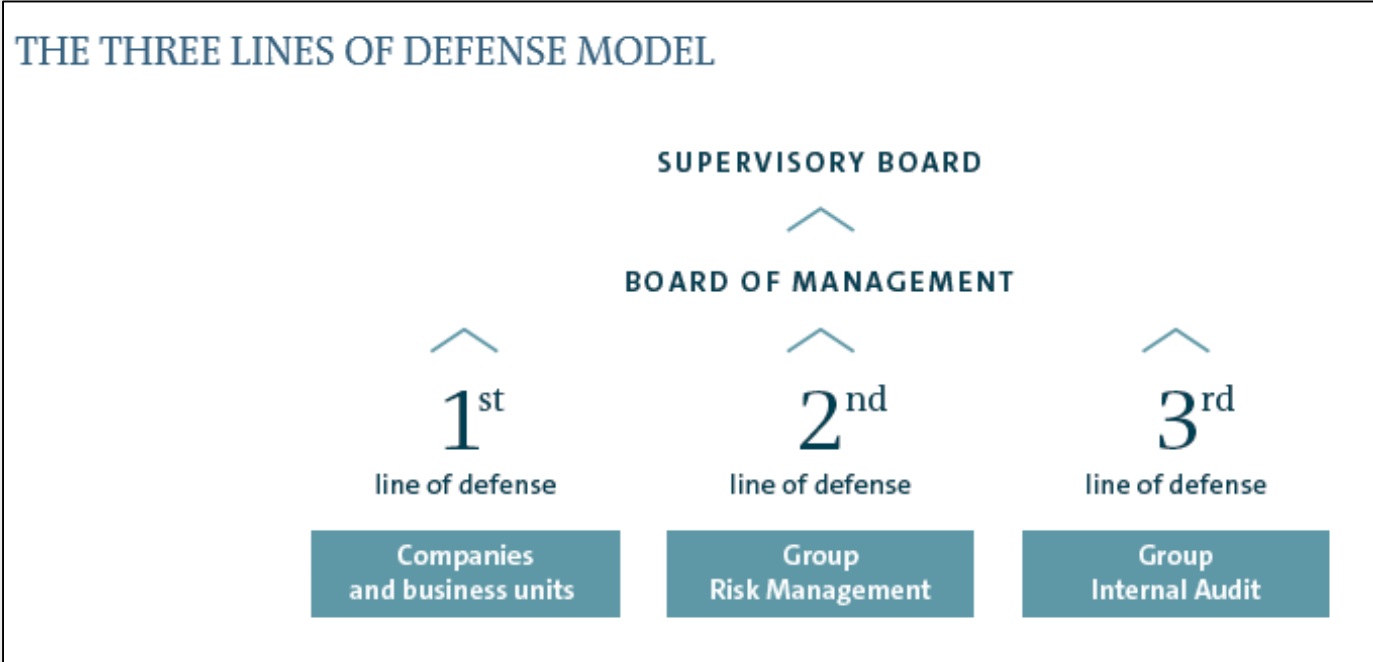 THE THREE LINES OF DEFENSE MODEL
SUPERVISORY BOARD
BOARD OF MANAGEMENT
1st
line of defense
Companies
and business units
2nd
line of defense
Group
Risk Management
3rd
line of defense
Group
Internal Audit